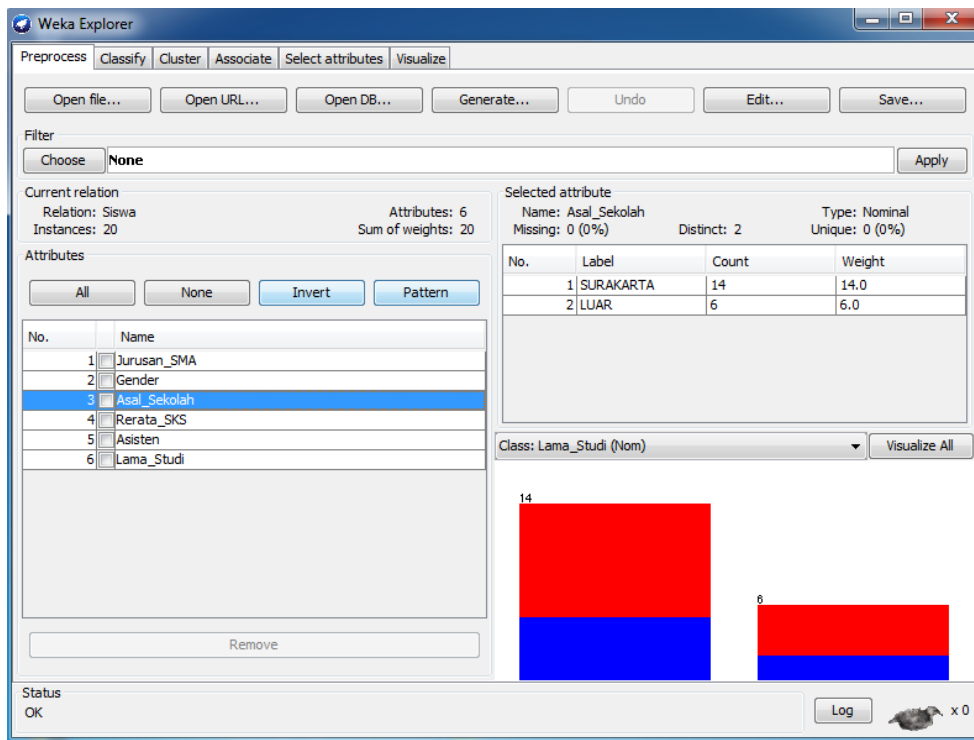 Weka Explorer
Preprocess Classify Cluster Associate Select attributes Visualize
Open file... Open URL... Open DB... Generate... Undo Edit... Save...
Filter
Choose None Apply
Current relation
Relation: Siswa Attributes: 6
Instances: 20 Sum of weights: 20
Attributes
All None Invert Pattern
No. Name
1 Jurusan_SMA
2 Gender
3 Asal_Sekolah
4 Rerata_SKS
5 Asisten
6 Lama_Studi
Remove
Selected attribute
Name: Asal_Sekolah Type: Nominal
Missing: 0 (0%) Distinct: 2 Unique: 0 (0%)
No. Label Count Weight
1 SURAKARTA 14 14.0
2 LUAR 6 6.0
Class: Lama_Studi (Nom) Visualize All
14
6
Status
OK
Log x 0